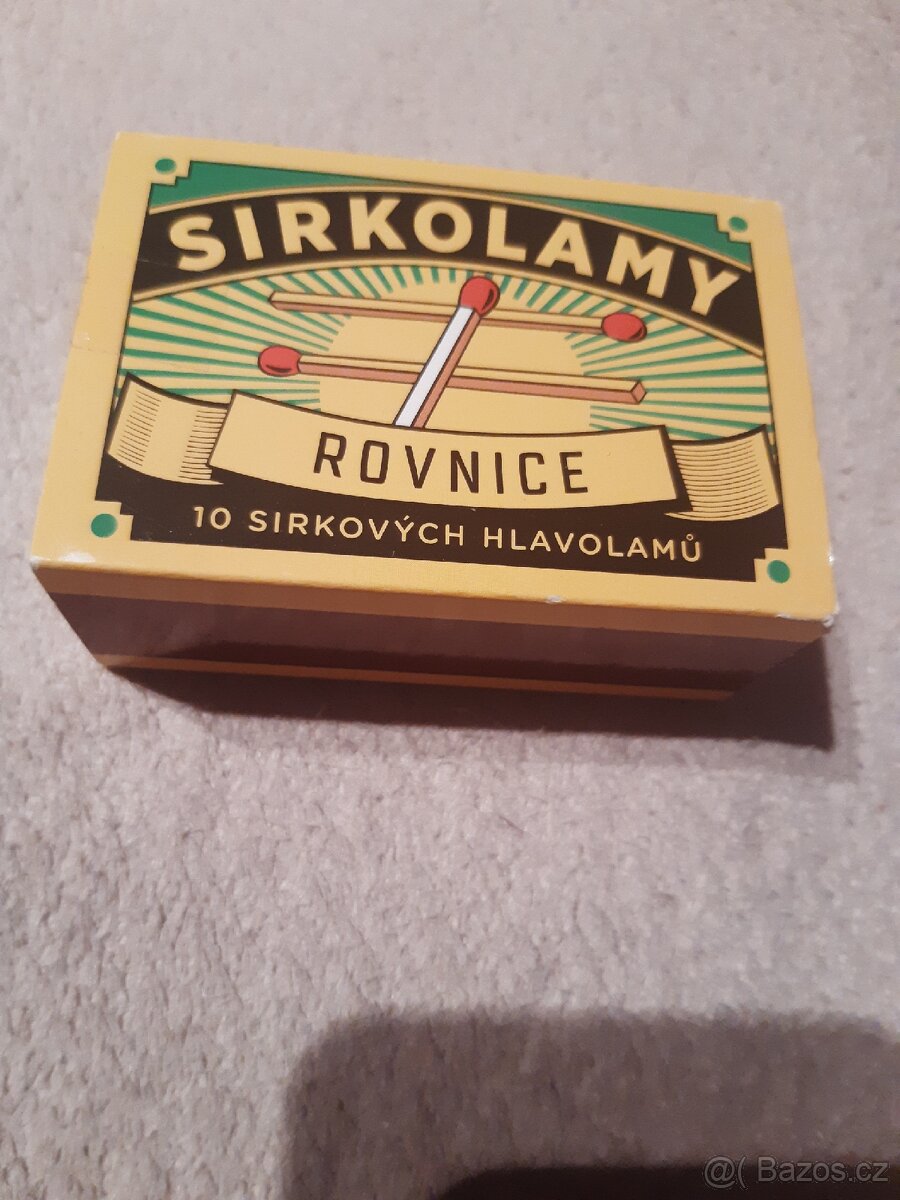 SIRKOLAMY
ROVNICE
10 SIRKOVÝCH HLAVOLAMŮ
@( Bazos.cz